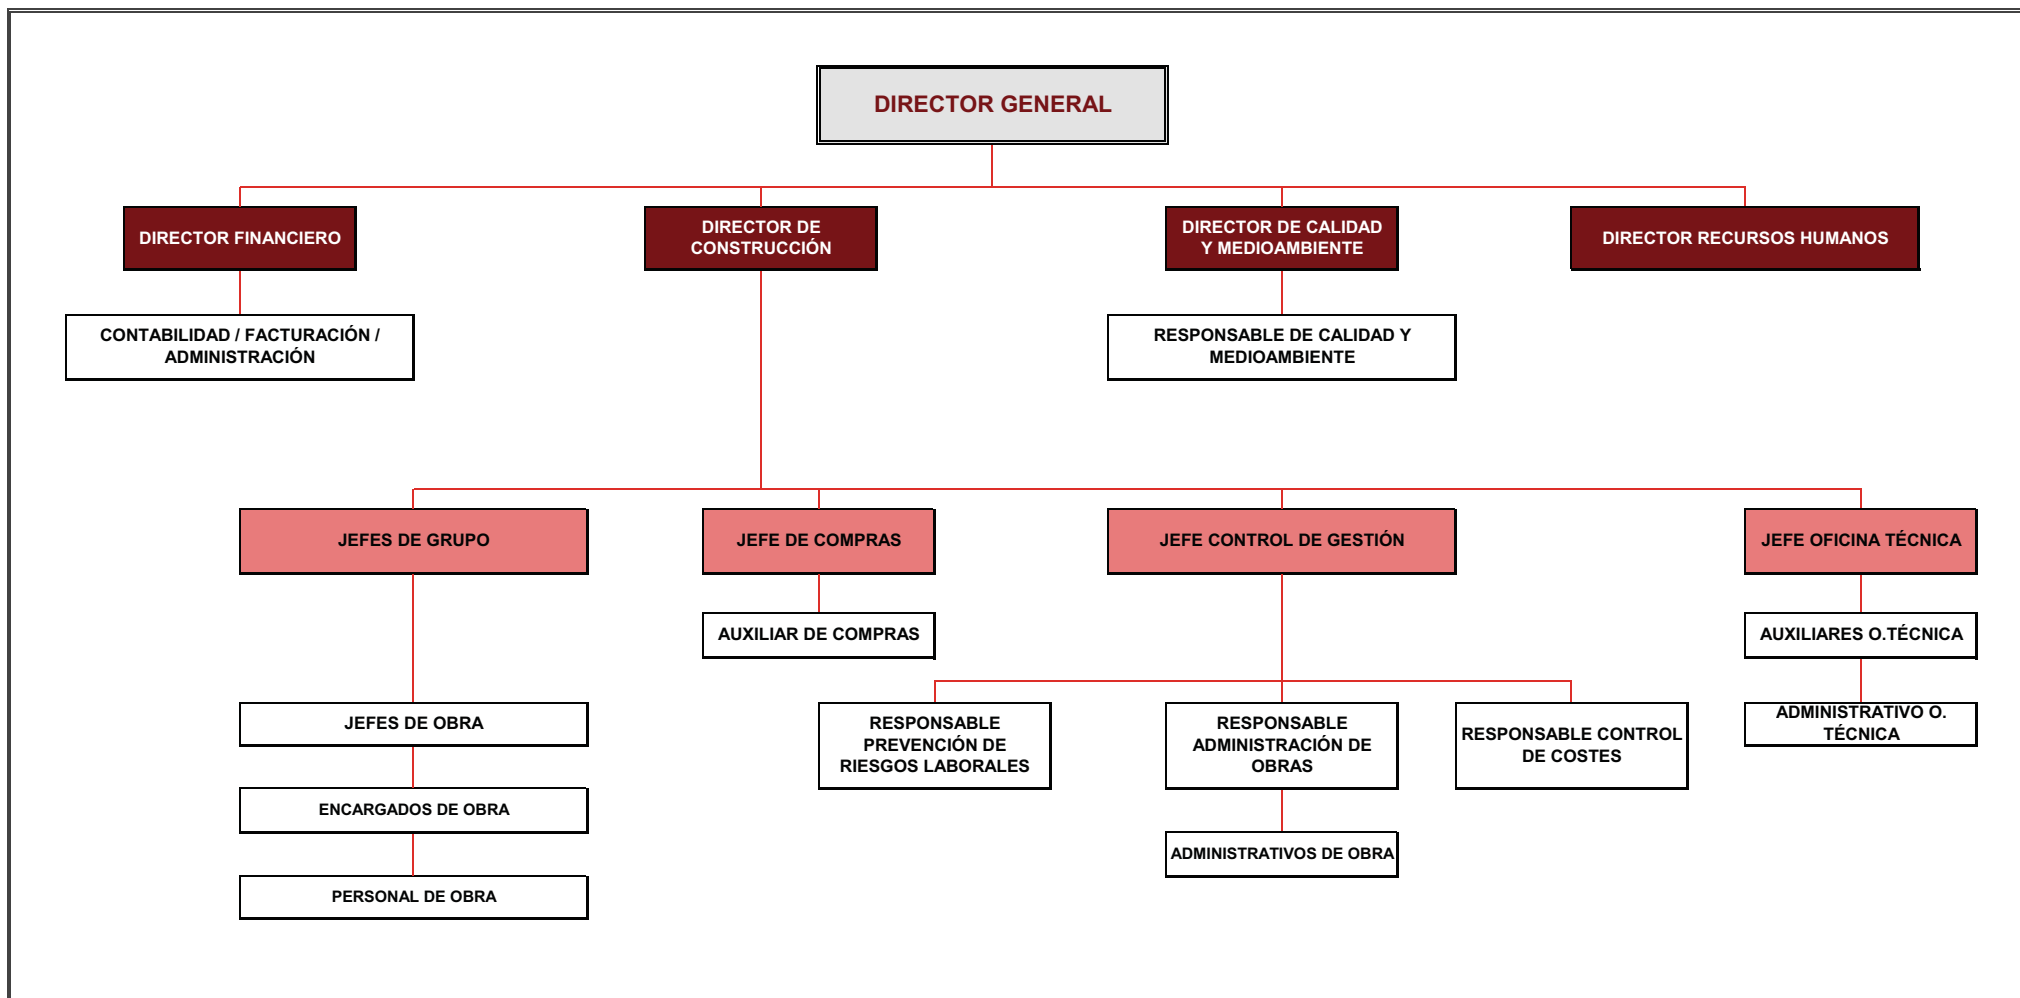 DIRECTOR GENERAL
DIRECTOR FINANCIERO
DIRECTOR DE
CONSTRUCCIÓN
DIRECTOR DE CALIDAD
Y MEDIOAMBIENTE
DIRECTOR RECURSOS HUMANOS
CONTABILIDAD / FACTURACIÓN /
ADMINISTRACIÓN
RESPONSABLE DE CALIDAD Y
MEDIOAMBIENTE
JEFES DE GRUPO
JEFE DE COMPRAS
JEFE CONTROL DE GESTIÓN
JEFE OFICINA TÉCNICA
AUXILIAR DE COMPRAS
AUXILIARES O.TÉCNICA
JEFES DE OBRA
RESPONSABLE
PREVENCIÓN DE
RIESGOS LABORALES
RESPONSABLE
ADMINISTRACIÓN DE
OBRAS
RESPONSABLE CONTROL
DE COSTES
ADMINISTRATIVO O.
TÉCNICA
ENCARGADOS DE OBRA
ADMINISTRATIVOS DE OBRA
PERSONAL DE OBRA